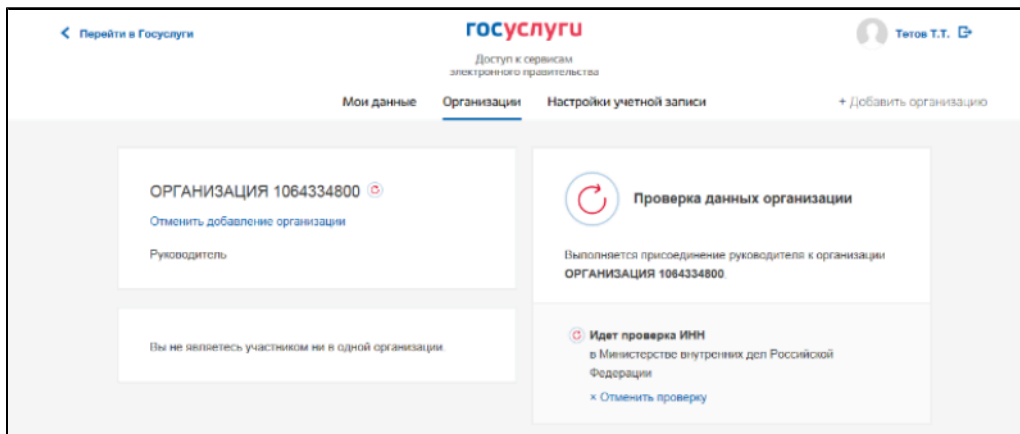 Перейти в Госуслуги
госуслуги
Тетов Т.Т.
Доступ к сервисам
электронного правительства
Мои данные
Организации
Настройки учетной записи
+ Добавить организацию
ОРГАНИЗАЦИЯ 1064334800
Отменить добавление организации
Руководитель
Вы не являетесь участником ни в одной организации.
Проверка данных организации
Выполняется присоединение руководителя к организации
ОРГАНИЗАЦИЯ 1064334800
Идет проверка ИНН
в Министерстве внутренних дел Российской
Федерации
× Отменить проверку